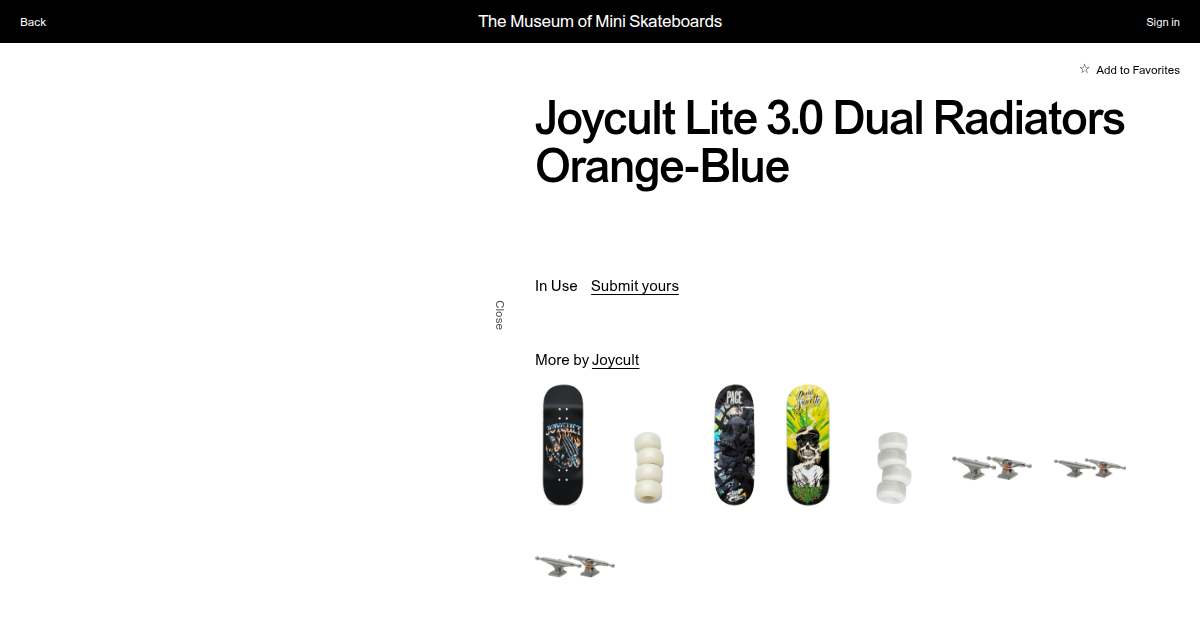 Back
The Museum of Mini Skateboards
Sign in
☆ Add to Favorites
Joycult Lite 3.0 Dual Radiators
Orange-Blue
In Use Submit yours
Close
More by Joycult
PACE